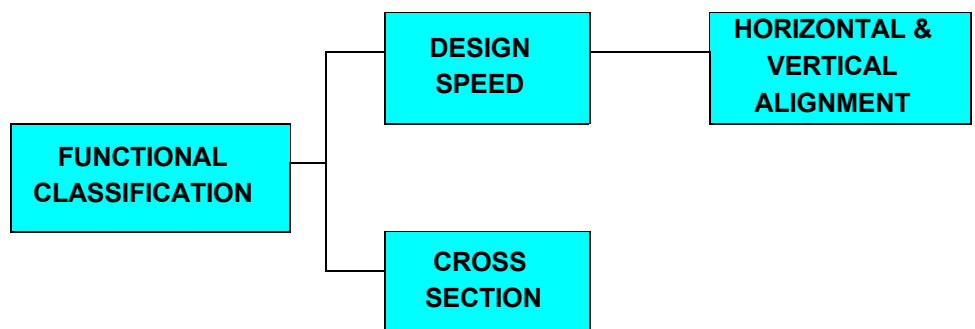 FUNCTIONAL
CLASSIFICATION
DESIGN
SPEED
HORIZONTAL &
VERTICAL
ALIGNMENT
CROSS
SECTION